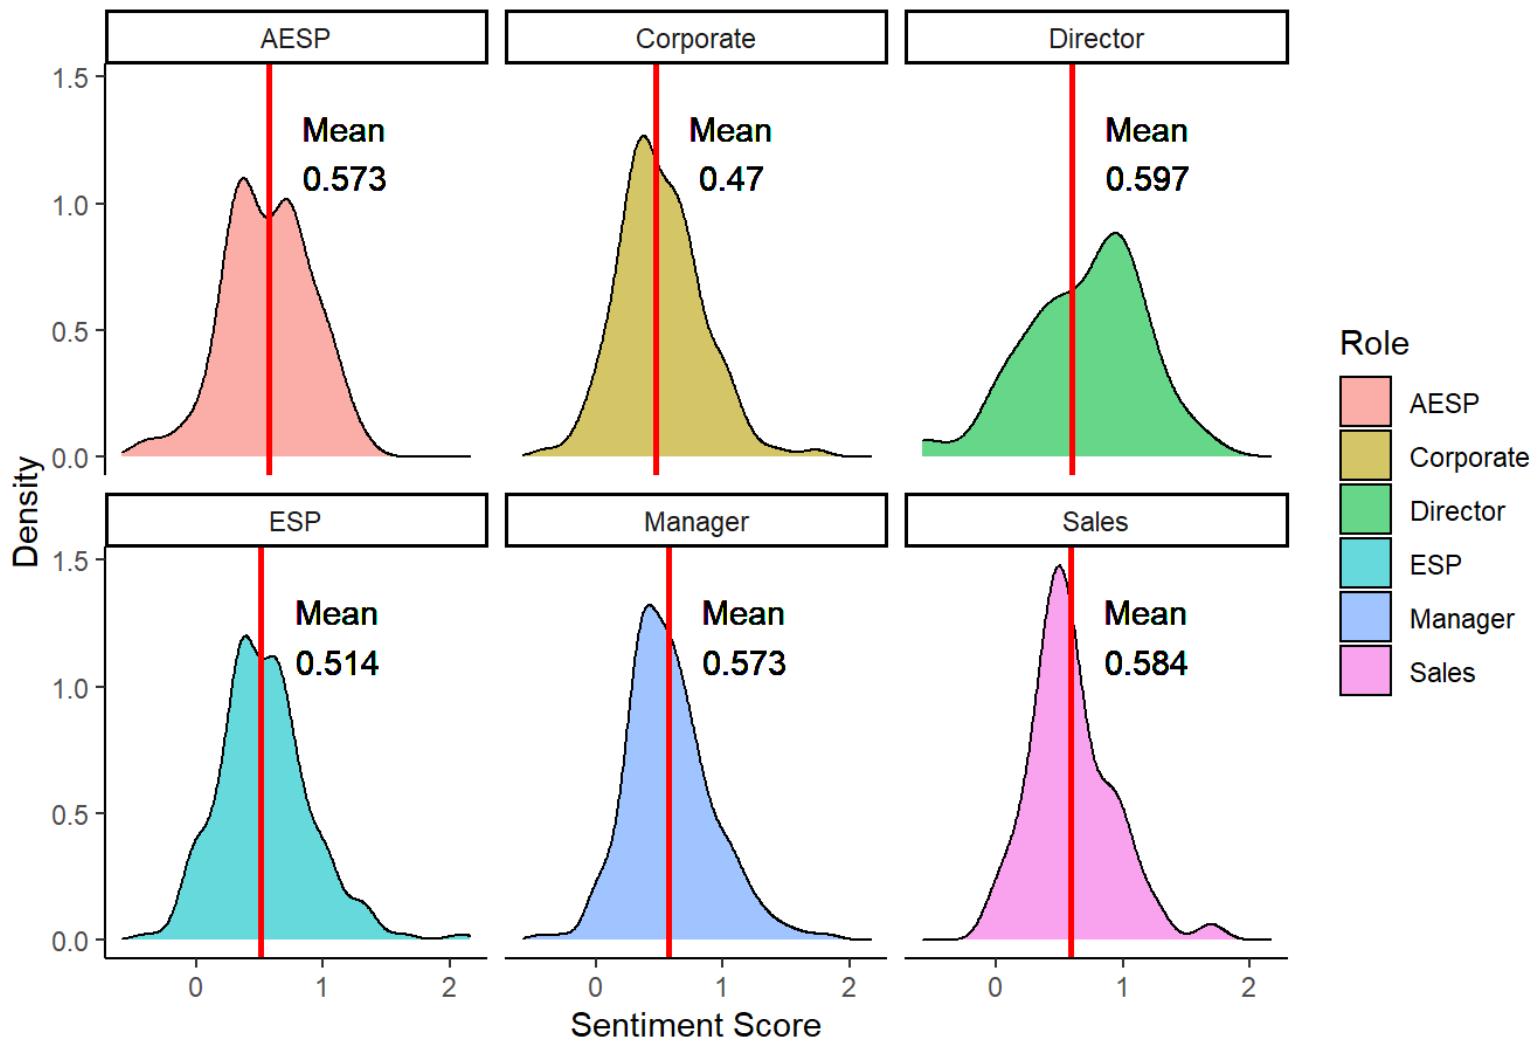 AESP
Corporate
Director
1.5
1.0
0.5
0.0
Mean
0.573
Mean
0.47
Mean
0.597
ESP
Manager
Sales
1.5
1.0
0.5
0.0
Mean
0.514
Mean
0.573
Mean
0.584
0 1 2
0 1 2
0 1 2
Density
Sentiment Score
Role
AESP
Corporate
Director
ESP
Manager
Sales